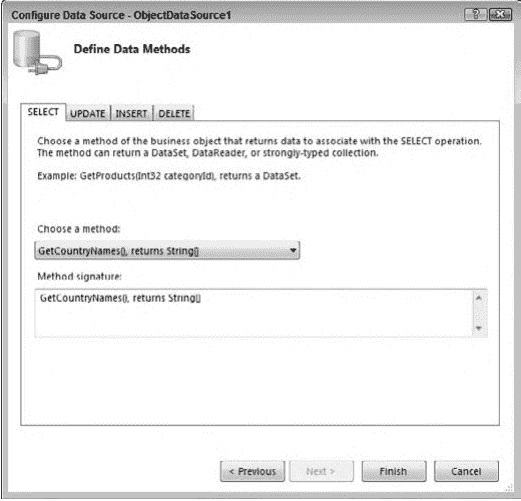 Configure Data Source - ObjectDataSource1
Define Data Methods
SELECT UPDATE INSERT DELETE
Choose a method of the business object that returns data to associate with the SELECT operation.
The method can return a DataSet, DataReader, or strongly-typed collection.
Example: GetProducts(Int32 categoryId), returns a DataSet.
Choose a method:
GetCountryNames(), returns String[]
Method signature:
GetCountryNames(), returns String[]
< Previous Next > Finish Cancel